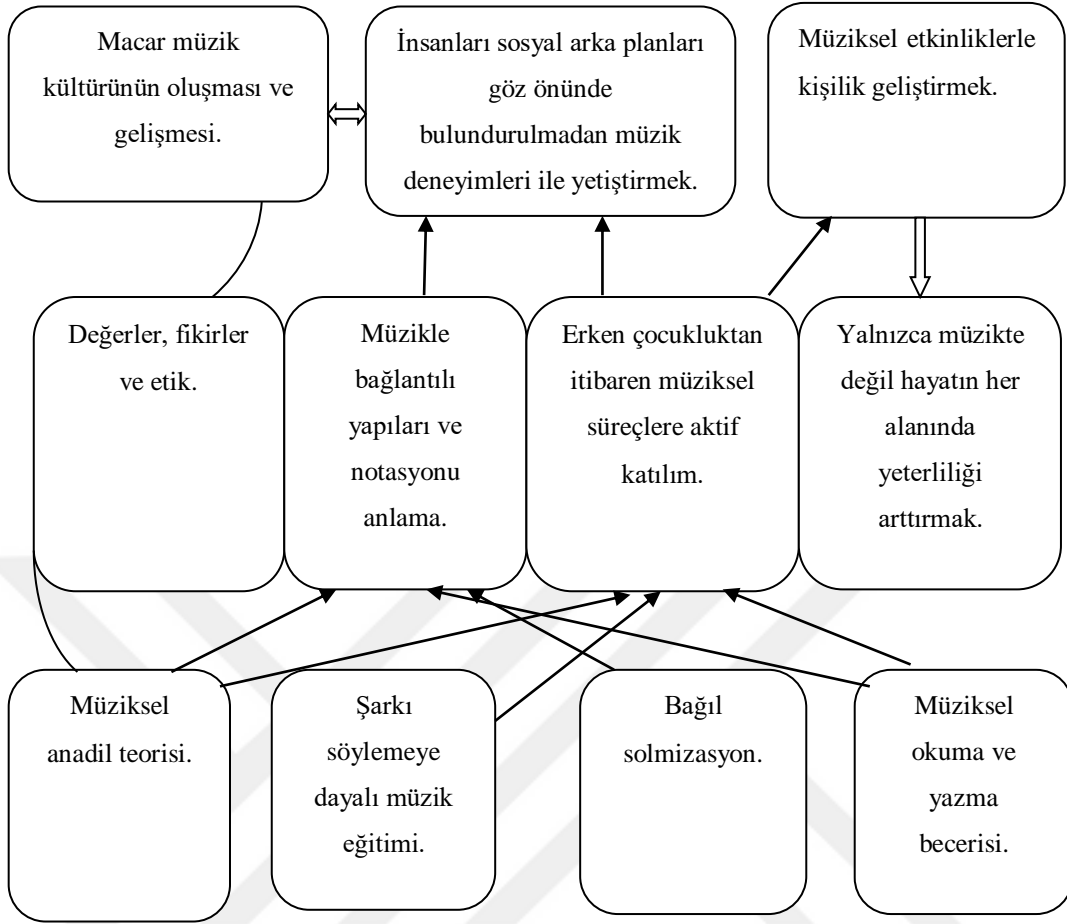 Macar müzik
kültürünün oluşması ve
gelişmesi.
İnsanları sosyal arka planları
göz önünde
bulundurulmadan müzik
deneyimleri ile yetiştirmek.
Müziksel etkinliklerle
kişilik geliştirmek.
Değerler, fikirler
ve etik.
Müzikle
bağlantılı
yapıları ve
notasyonu
anlama.
Erken çocukluktan
itibaren müziksel
süreçlere aktif
katılım.
Yalnızca müzikte
değil hayatın her
alanında
yeterliliği
arttırmak.
Müziksel
anadil teorisi.
Şarkı
söylemeye
dayalı müzik
eğitimi.
Bağıl
solmizasyon.
Müziksel
okuma ve
yazma
becerisi.